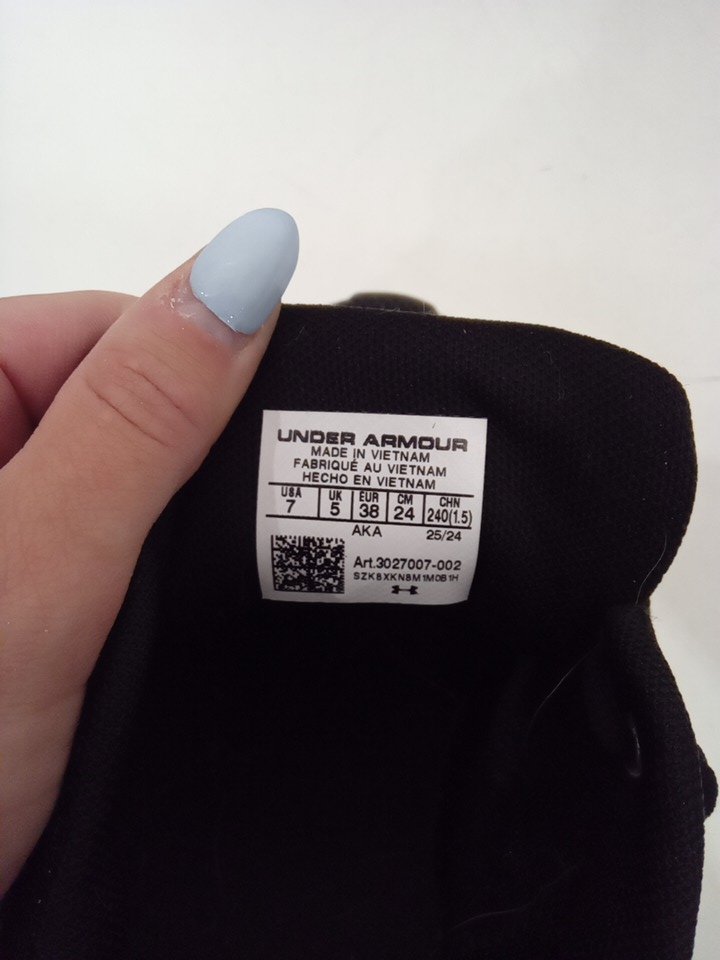 UNDER ARMOUR
MADE IN VIETNAM
FABRIQUÉ AU VIETNAM
HECHO EN VIETNAM
USA UK EUR CM CHN
7 5 38 24 240(1.5)
AKA 25/24
Art.3027007-002
SZK8XKN8M1M0B1H